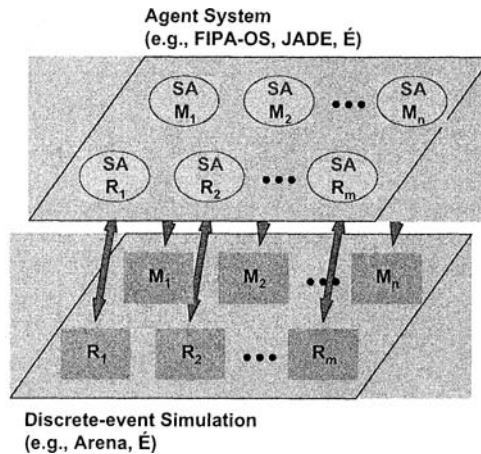 Agent System
(e.g., FIPA-OS, JADE, É)
SA SA SA
M1 M2 ••• Mn
SA SA SA
R1 R2 ••• Rm
M1 M2 ••• Mn
R1 R2 ••• Rm
Discrete-event Simulation
(e.g., Arena, É)